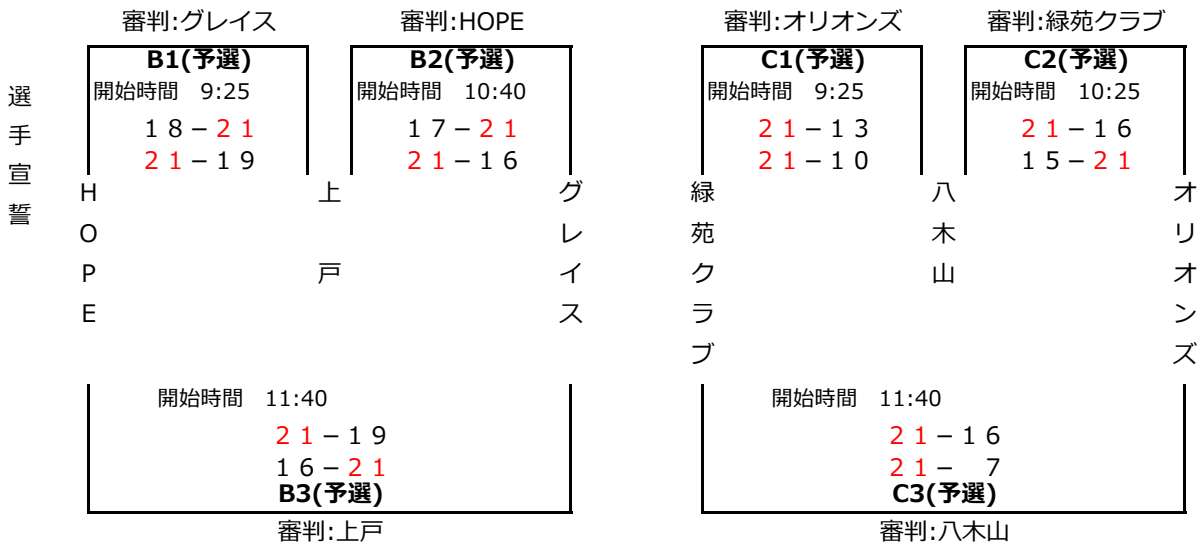 審判:グレイス
審判:HOPE
審判:オリオンズ
審判:緑苑クラブ
選手宣誓
B1(予選)
開始時間 9:25
18-21
21-19
B2(予選)
開始時間 10:40
17-21
21-16
C1(予選)
開始時間 9:25
21-13
21-10
C2(予選)
開始時間 10:25
21-16
15-21
HOPE
上戸
グレイス
緑苑クラブ
八木山
オリオンズ
開始時間 11:40
21-19
16-21
B3(予選)
審判:上戸
開始時間 11:40
21-16
21- 7
C3(予選)
審判:八木山